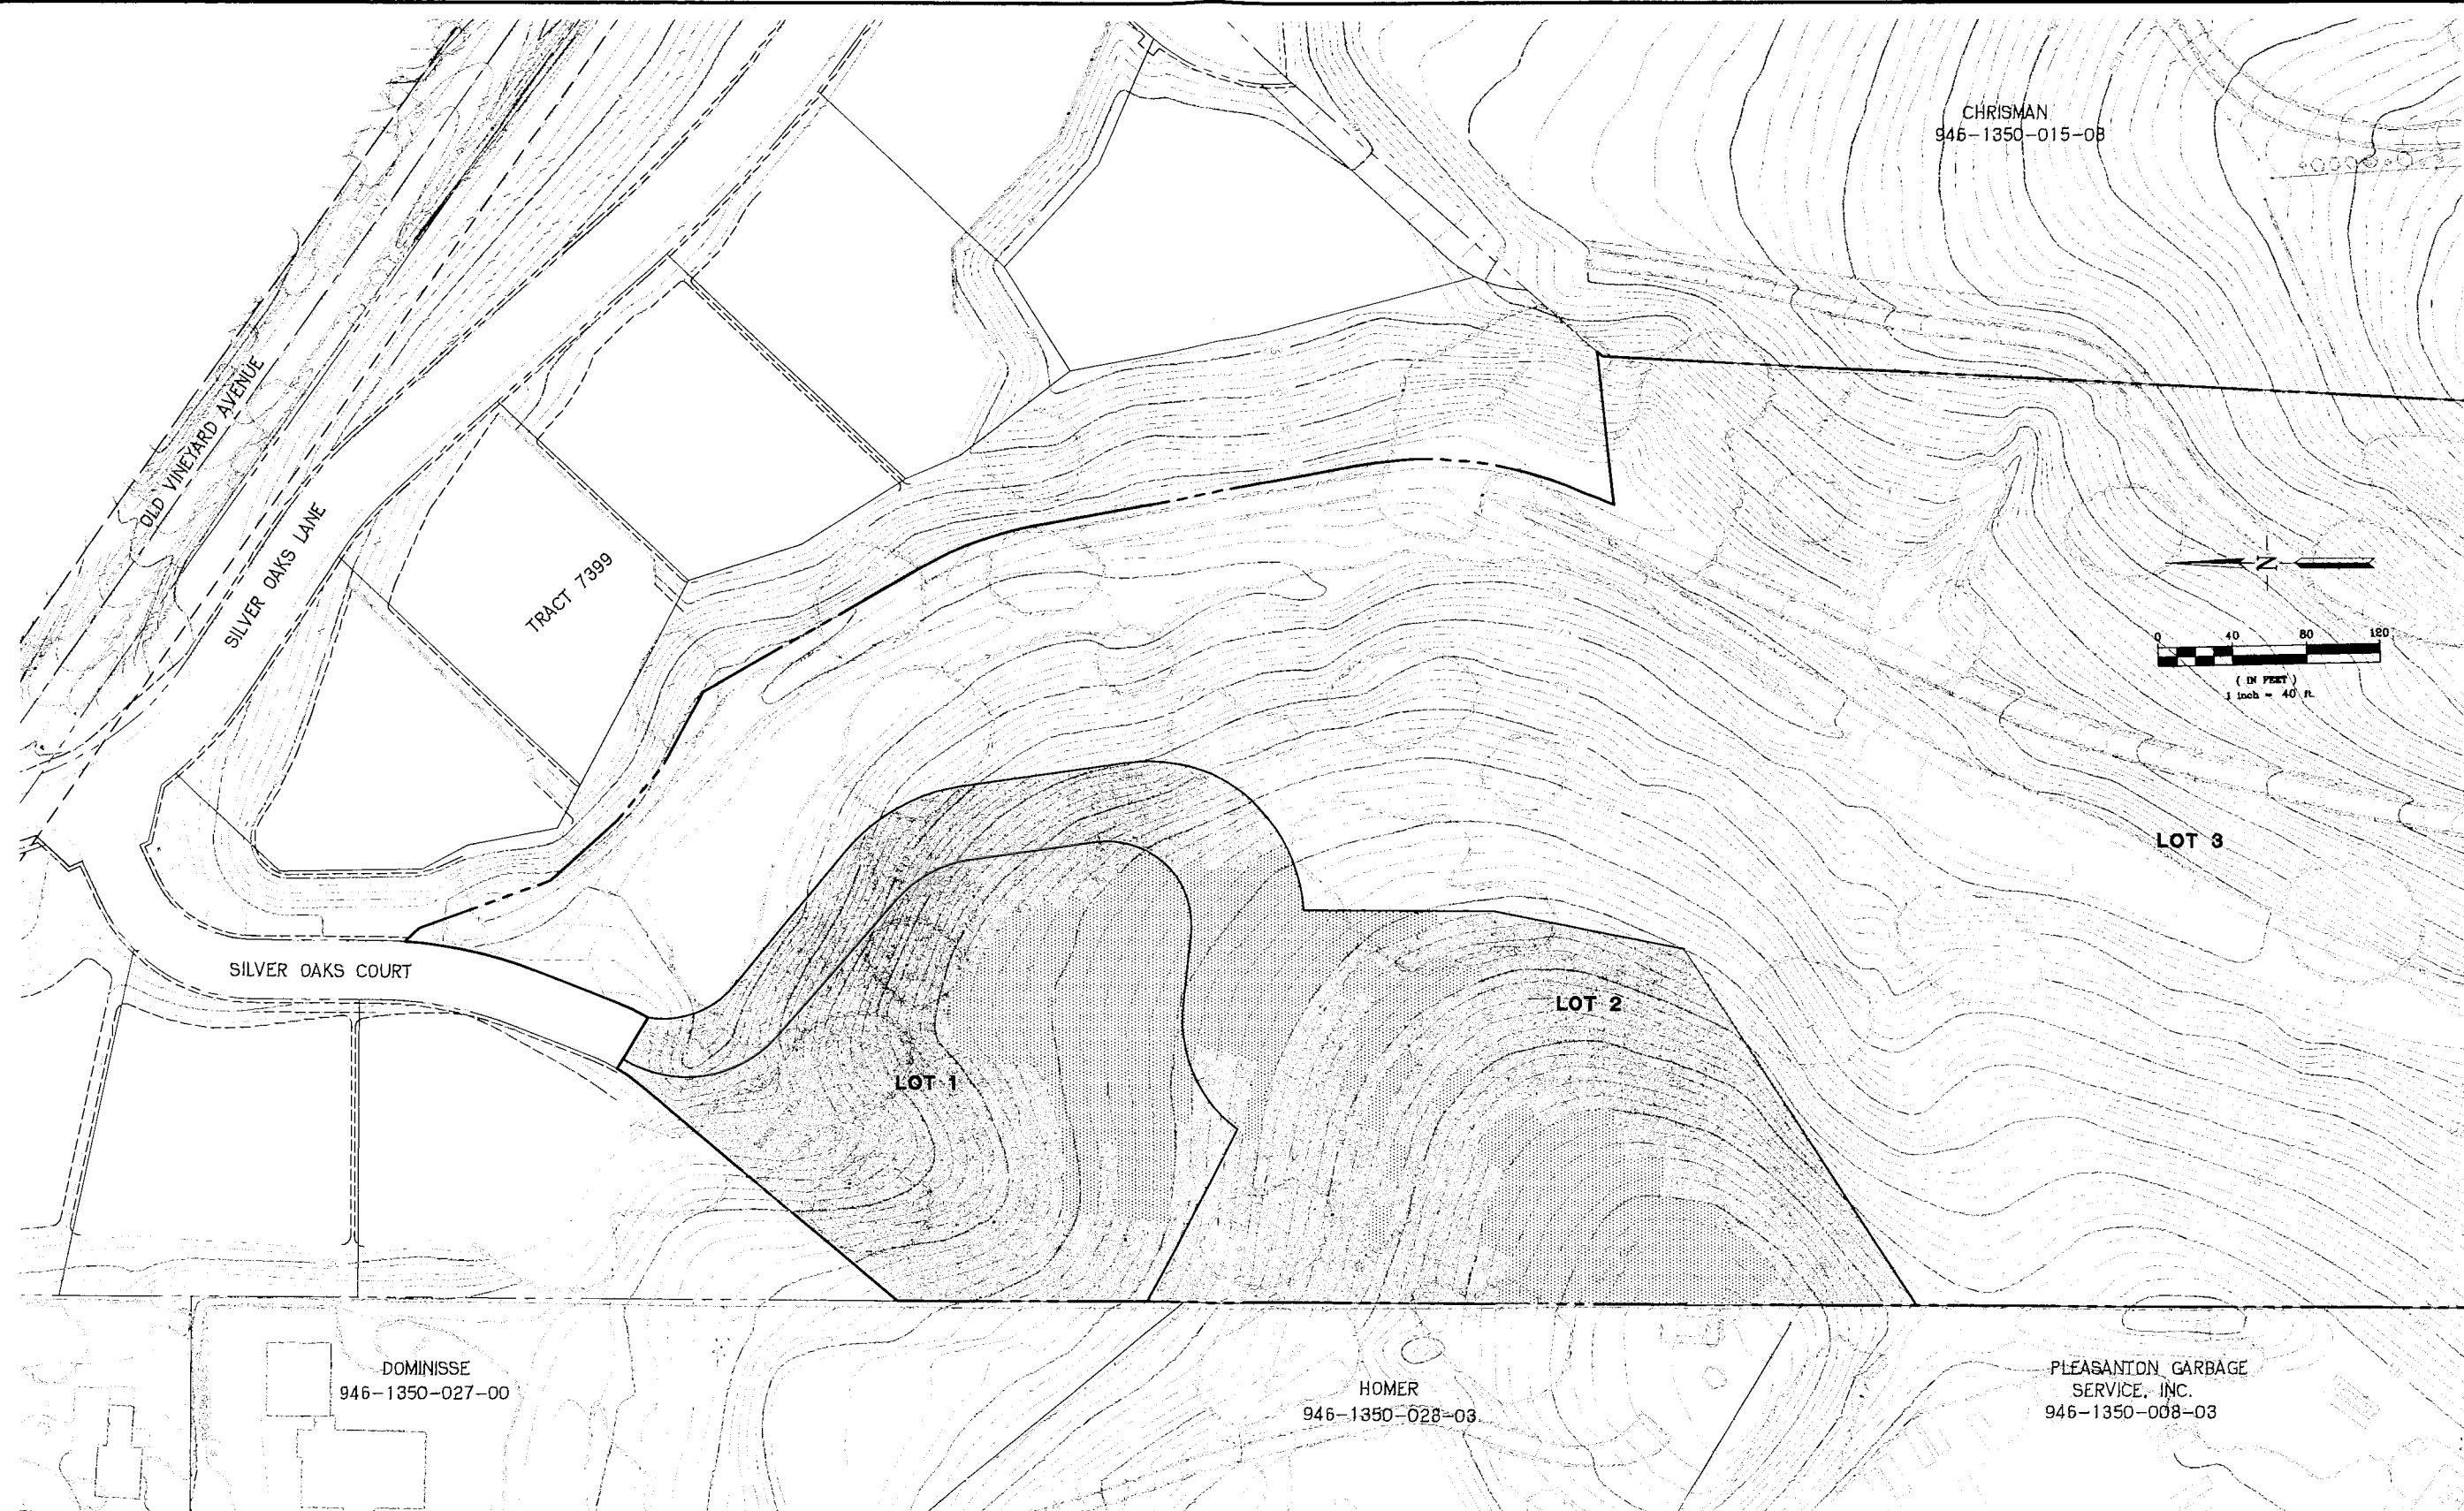 CHRISMAN
946-1350-015-03
OLD VINEYARD AVENUE
SILVER OAKS LANE
TRACT 7399
N
0 40 80 120
( IN FEET )
1 inch = 40 ft.
LOT 3
SILVER OAKS COURT
LOT 2
LOT 1
DOMINISSE
946-1350-027-00
HOMER
946-1350-028-03
PLEASANTON GARBAGE
SERVICE, INC.
946-1350-008-03